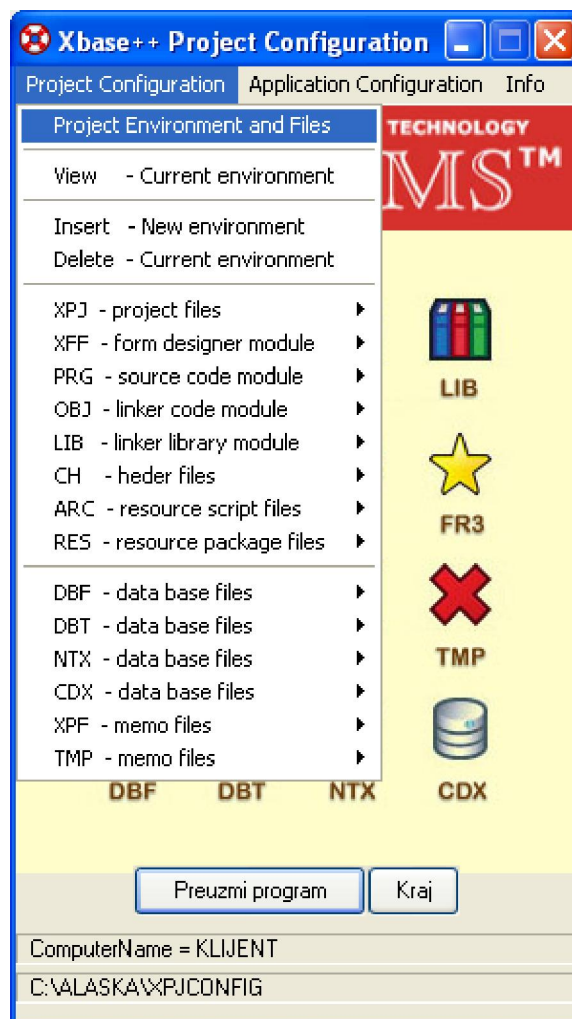 Xbase++ Project Configuration
Project Configuration Application Configuration Info
Project Environment and Files
TECHNOLOGY
MS™
View - Current environment
Insert - New environment
Delete - Current environment
XPJ - project files
XFF - form designer module
PRG - source code module
OBJ - linker code module
LIB - linker library module
CH - heder files
ARC - resource script files
RES - resource package files
DBF - data base files
DBT - data base files
NTX - data base files
CDX - data base files
XPF - memo files
TMP - memo files
LIB
FR3
TMP
DBF DBT NTX CDX
Preuzmi program Kraj
ComputerName = KLIJENT
C:\ALASKA\XPJCONFIG